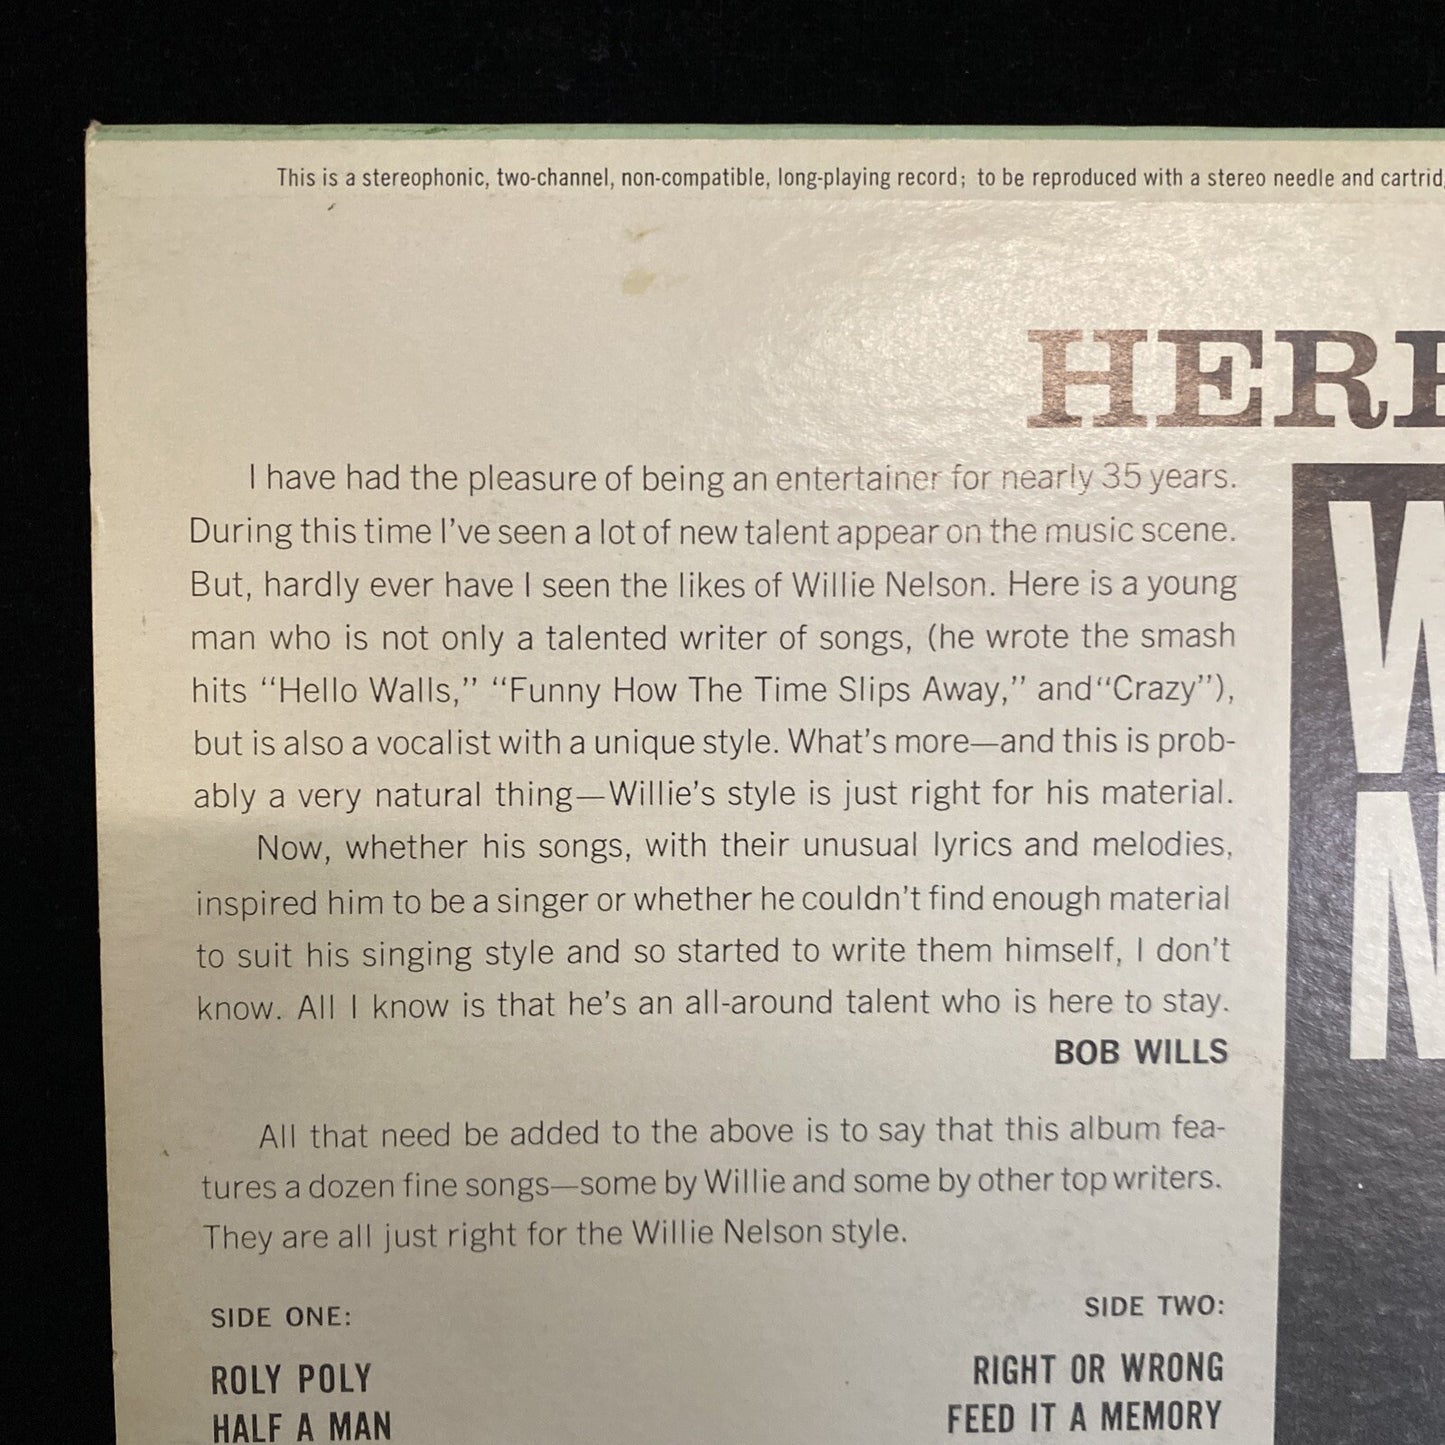 This is a stereophonic, two-channel, non-compatible, long-playing record; to be reproduced with a stereo needle and
I have had the pleasure of being an entertainer for nearly 35 years.
During this time I've seen a lot of new talent appear on the music scene.
But, hardly ever have I seen the likes of Willie Nelson. Here is a young
man who is not only a talented writer of songs, (he wrote the smash
hits “Hello Walls,” “Funny How The Time Slips Away,” and“Crazy”),
but is also a vocalist with a unique style. What's more—and this is prob-
ably a very natural thing—Willie's style is just right for his material.
Now, whether his songs, with their unusual lyrics and melodies,
inspired him to be a singer or whether he couldn't find enough material
to suit his singing style and so started to write them himself, I don't
know. All I know is that he's an all-around talent who is here to stay.
BOB WILLS
All that need be added to the above is to say that this album fea-
tures a dozen fine songs—some by Willie and some by other top writers.
They are all just right for the Willie Nelson style.
SIDE ONE:
ROLY POLY
HALF A MAN
SIDE TWO:
RIGHT OR WRONG
FEED IT A MEMORY